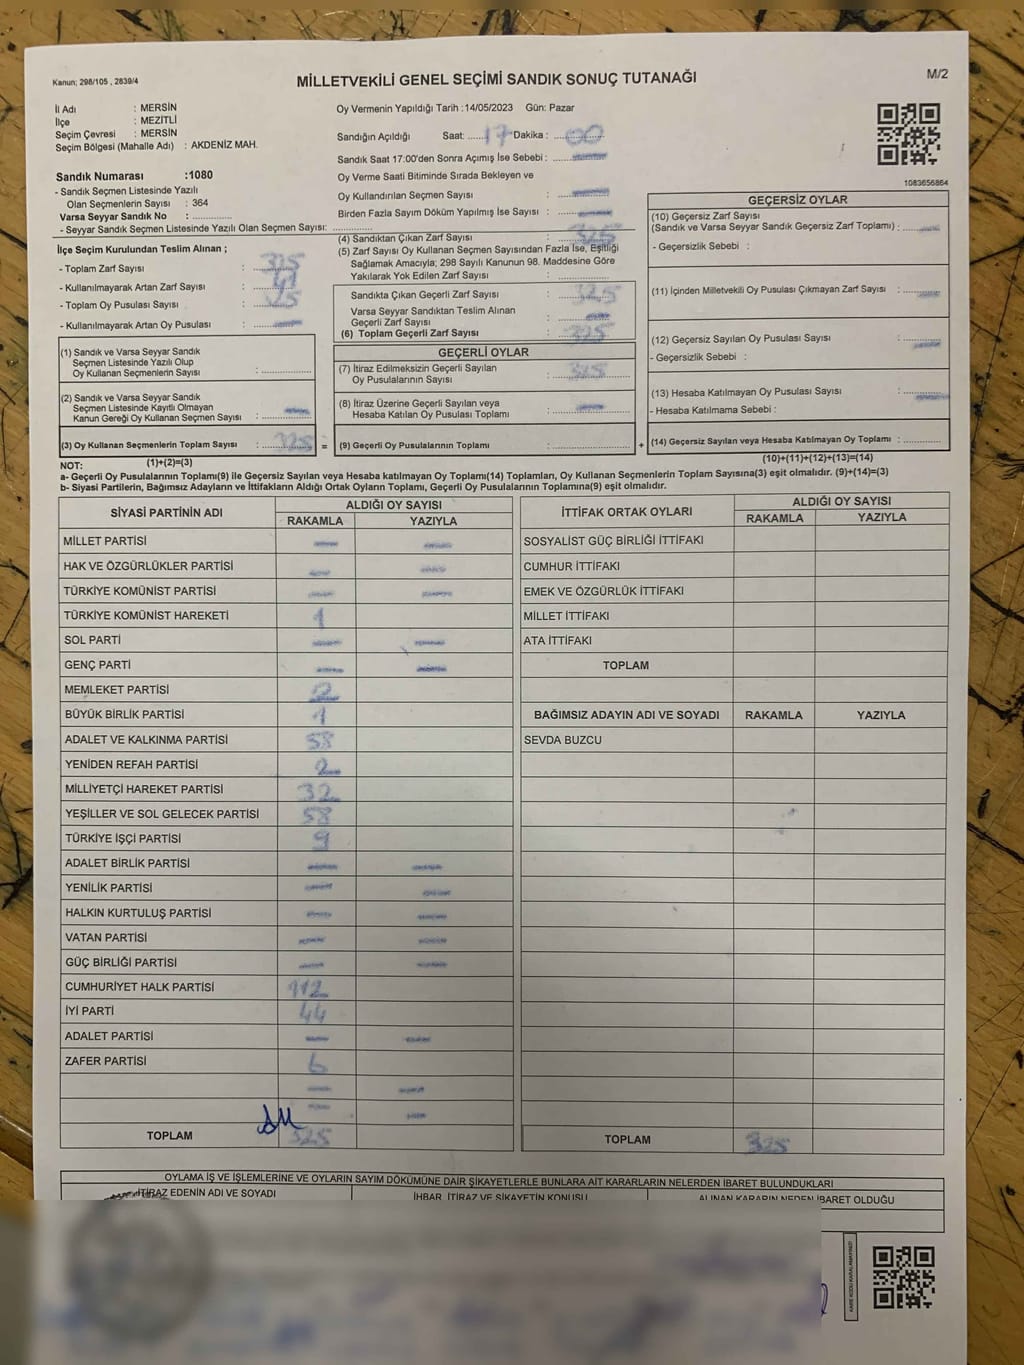 Kanun; 298/105 , 2839/4
MİLLETVEKİLİ GENEL SEÇİMİ SANDIK SONUÇ TUTANAĞI
M/2
İl Adı : MERSİN
İlçe : MEZİTLİ
Seçim Çevresi : MERSİN
Seçim Bölgesi (Mahalle Adı) : AKDENİZ MAH.
Oy Vermenin Yapıldığı Tarih :14/05/2023 Gün: Pazar
Sandığın Açıldığı Saat: 17 Dakika : 00
Sandık Saat 17:00'den Sonra Açımış İse Sebebi :
Oy Verme Saati Bitiminde Sırada Bekleyen ve
Oy Kullandırılan Seçmen Sayısı :
Birden Fazla Sayım Döküm Yapılmış İse Sayısı :
1083656864
Sandık Numarası :1080
- Sandık Seçmen Listesinde Yazılı
Olan Seçmenlerin Sayısı : 364
Varsa Seyyar Sandık No :
- Seyyar Sandık Seçmen Listesinde Yazılı Olan Seçmen Sayısı:
İlçe Seçim Kurulundan Teslim Alınan ;
- Toplam Zarf Sayısı :
- Kullanılmayarak Artan Zarf Sayısı :
- Toplam Oy Pusulası Sayısı :
- Kullanılmayarak Artan Oy Pusulası :
(4) Sandıktan Çıkan Zarf Sayısı : 325
(5) Zarf Sayısı Oy Kullanan Seçmen Sayısından Fazla İse, Eşitliği
Sağlamak Amacıyla; 298 Sayılı Kanunun 98. Maddesine Göre
Yakılarak Yok Edilen Zarf Sayısı :
Sandıkta Çıkan Geçerli Zarf Sayısı : 325
Varsa Seyyar Sandıktan Teslim Alınan
Geçerli Zarf Sayısı :
(6) Toplam Geçerli Zarf Sayısı : 325
GEÇERSİZ OYLAR
(10) Geçersiz Zarf Sayısı
(Sandık ve Varsa Seyyar Sandık Geçersiz Zarf Toplamı) :
- Geçersizlik Sebebi :
(11) İçinden Milletvekili Oy Pusulası Çıkmayan Zarf Sayısı :
(12) Geçersiz Sayılan Oy Pusulası Sayısı :
- Geçersizlik Sebebi :
(13) Hesaba Katılmayan Oy Pusulası Sayısı :
- Hesaba Katılmama Sebebi :
(14) Geçersiz Sayılan veya Hesaba Katılmayan Oy Toplamı :
(10)+(11)+(12)+(13)=(14)
(1) Sandık ve Varsa Seyyar Sandık
Seçmen Listesinde Yazılı Olup
Oy Kullanan Seçmenlerin Sayısı :
(2) Sandık ve Varsa Seyyar Sandık
Seçmen Listesinde Kayıtlı Olmayan
Kanun Gereği Oy Kullanan Seçmen Sayısı :
(3) Oy Kullanan Seçmenlerin Toplam Sayısı : 325 =
(1)+(2)=(3)
GEÇERLİ OYLAR
(7) İtiraz Edilmeksizin Geçerli Sayılan
Oy Pusulalarının Sayısı : 325
(8) İtiraz Üzerine Geçerli Sayılan veya
Hesaba Katılan Oy Pusulası Toplamı :
(9) Geçerli Oy Pusulalarının Toplamı : +
NOT:
a- Geçerli Oy Pusulalarının Toplamı(9) ile Geçersiz Sayılan veya Hesaba katılmayan Oy Toplamı(14) Toplamları, Oy Kullanan Seçmenlerin Toplam Sayısına(3) eşit olmalıdır. (9)+(14)=(3)
b- Siyasi Partilerin, Bağımsız Adayların ve İttifakların Aldığı Ortak Oyların Toplamı, Geçerli Oy Pusulalarının Toplamına(9) eşit olmalıdır.
SİYASİ PARTİNİN ADI ALDIĞI OY SAYISI
RAKAMLA YAZIYLA
MİLLET PARTİSİ
HAK VE ÖZGÜRLÜKLER PARTİSİ
TÜRKİYE KOMÜNİST PARTİSİ
TÜRKİYE KOMÜNİST HAREKETİ 1
SOL PARTİ
GENÇ PARTİ
MEMLEKET PARTİSİ 2
BÜYÜK BİRLİK PARTİSİ 1
ADALET VE KALKINMA PARTİSİ 58
YENİDEN REFAH PARTİSİ 2
MİLLİYETÇİ HAREKET PARTİSİ 32
YEŞİLLER VE SOL GELECEK PARTİSİ 58
TÜRKİYE İŞÇİ PARTİSİ 9
ADALET BİRLİK PARTİSİ
YENİLİK PARTİSİ
HALKIN KURTULUŞ PARTİSİ
VATAN PARTİSİ
GÜÇ BİRLİĞİ PARTİSİ
CUMHURİYET HALK PARTİSİ 112
İYİ PARTİ 44
ADALET PARTİSİ
ZAFER PARTİSİ 6
TOPLAM 325
İTTİFAK ORTAK OYLARI ALDIĞI OY SAYISI
RAKAMLA YAZIYLA
SOSYALİST GÜÇ BİRLİĞİ İTTİFAKI
CUMHUR İTTİFAKI
EMEK VE ÖZGÜRLÜK İTTİFAKI
MİLLET İTTİFAKI
ATA İTTİFAKI
TOPLAM
BAĞIMSIZ ADAYIN ADI VE SOYADI RAKAMLA YAZIYLA
SEVDA BUZCU
TOPLAM 325
OYLAMA İŞ VE İŞLEMLERİNE VE OYLARIN SAYIM DÖKÜMÜNE DAİR ŞİKAYETLERLE BUNLARA AİT KARARLARIN NELERDEN İBARET BULUNDUKLARI
İTİRAZ EDENİN ADI VE SOYADI
İHBAR, İTİRAZ VE ŞİKAYETİN KONUSU
ALINAN KARARIN NEDEN İBARET OLDUĞU
KARE KODU KARALAMAYINIZ!